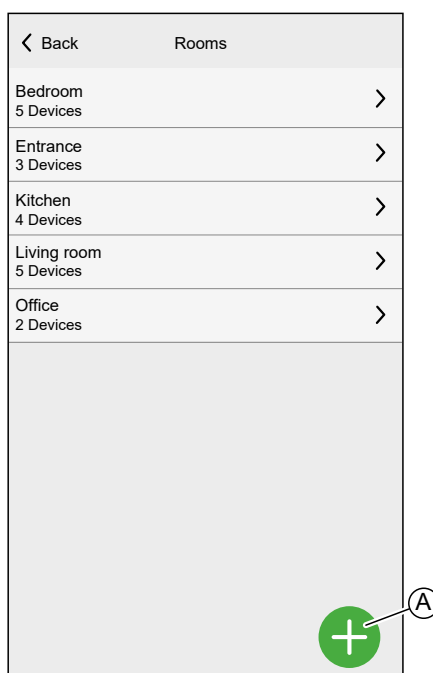 Back
Rooms
Bedroom
5 Devices
Entrance
3 Devices
Kitchen
4 Devices
Living room
5 Devices
Office
2 Devices
A